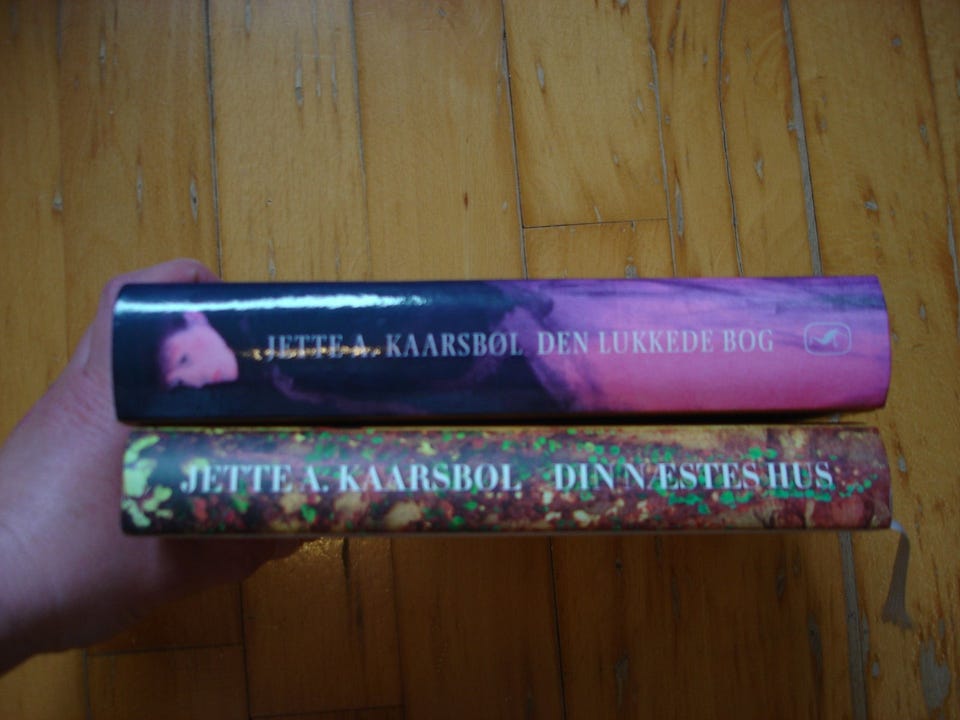 JETTE A. KAARSBØL DEN LUKKEDE BOG
JETTE A. KAARSBØL DIN NÆSTES HUS